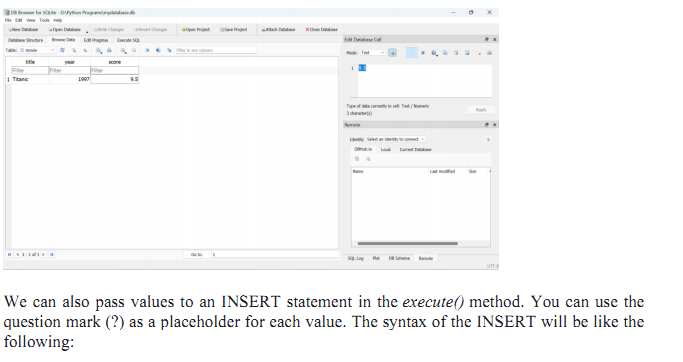 DB Browser for SQLite - D:\Python Programs\mydatabase.db
File Edit View Tools Help
New Database Open Database Write Changes Revert Changes Open Project Save Project Attach Database Close Database
Database Structure Browse Data Edit Pragmas Execute SQL
Table: movie Filter in any column
title year score
Filter Filter Filter
1 Titanic 1997 9.5
1 - 1 of 1 Go to: 1
Edit Database Cell
Mode: Text
1 9.5
Type of data currently in cell: Text / Numeric
3 character(s)
Apply
Remote
Identity Select an identity to connect
DBHub.io Local Current Database
Name Last modified Size
SQL Log Plot DB Schema Remote
UTF-8
We can also pass values to an INSERT statement in the execute() method. You can use the
question mark (?) as a placeholder for each value. The syntax of the INSERT will be like the
following: